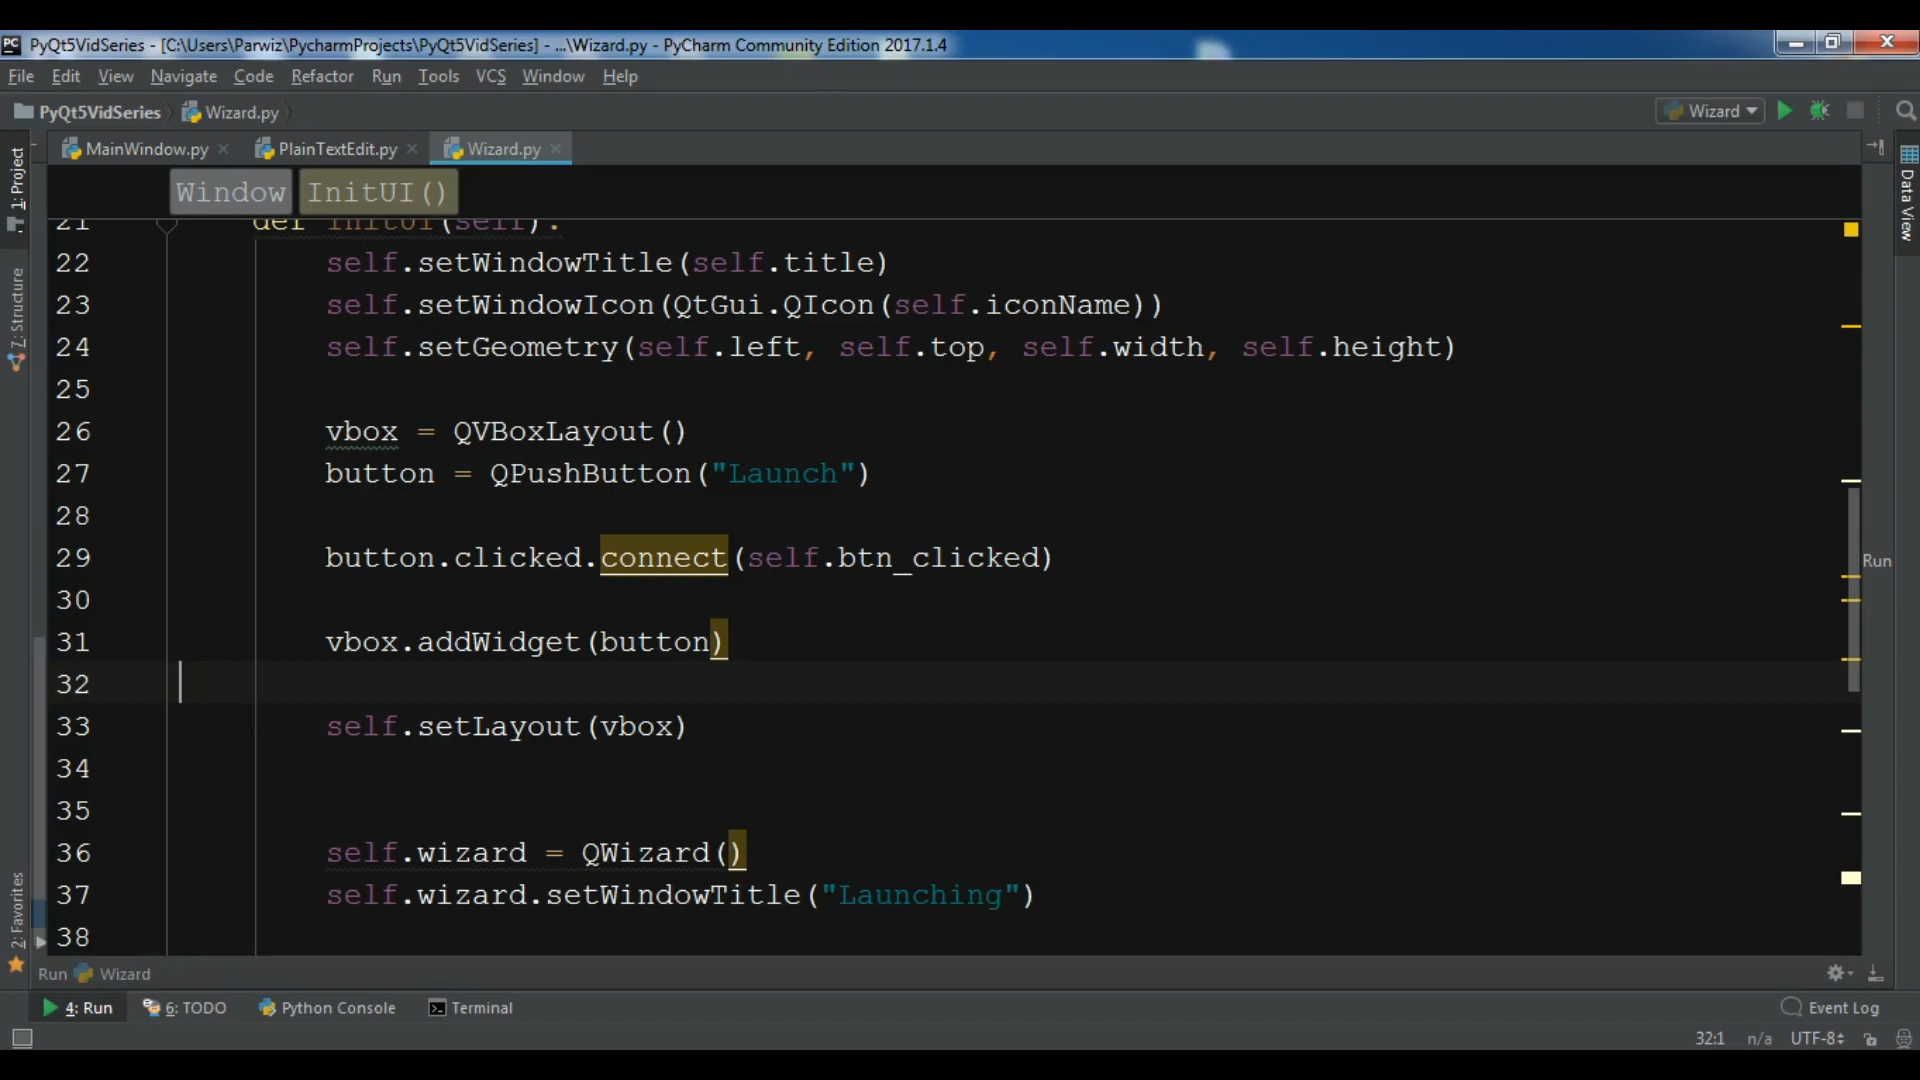 PC PyQt5VidSeries - [C:\Users\Parwiz\PycharmProjects\PyQt5VidSeries] - ...\Wizard.py - PyCharm Community Edition 2017.1.4
File Edit View Navigate Code Refactor Run Tools VCS Window Help
PyQt5VidSeries Wizard.py Wizard
MainWindow.py PlainTextEdit.py Wizard.py
1: Project
7: Structure
2: Favorites
Data View
Window InitUI()
21 def InitUI(self):
22 self.setWindowTitle(self.title)
23 self.setWindowIcon(QtGui.QIcon(self.iconName))
24 self.setGeometry(self.left, self.top, self.width, self.height)
25
26 vbox = QVBoxLayout()
27 button = QPushButton("Launch")
28
29 button.clicked.connect(self.btn_clicked)
30
31 vbox.addWidget(button)
32
33 self.setLayout(vbox)
34
35
36 self.wizard = QWizard()
37 self.wizard.setWindowTitle("Launching")
38
Run
Run Wizard
4: Run 6: TODO Python Console Terminal Event Log
32:1 n/a UTF-8